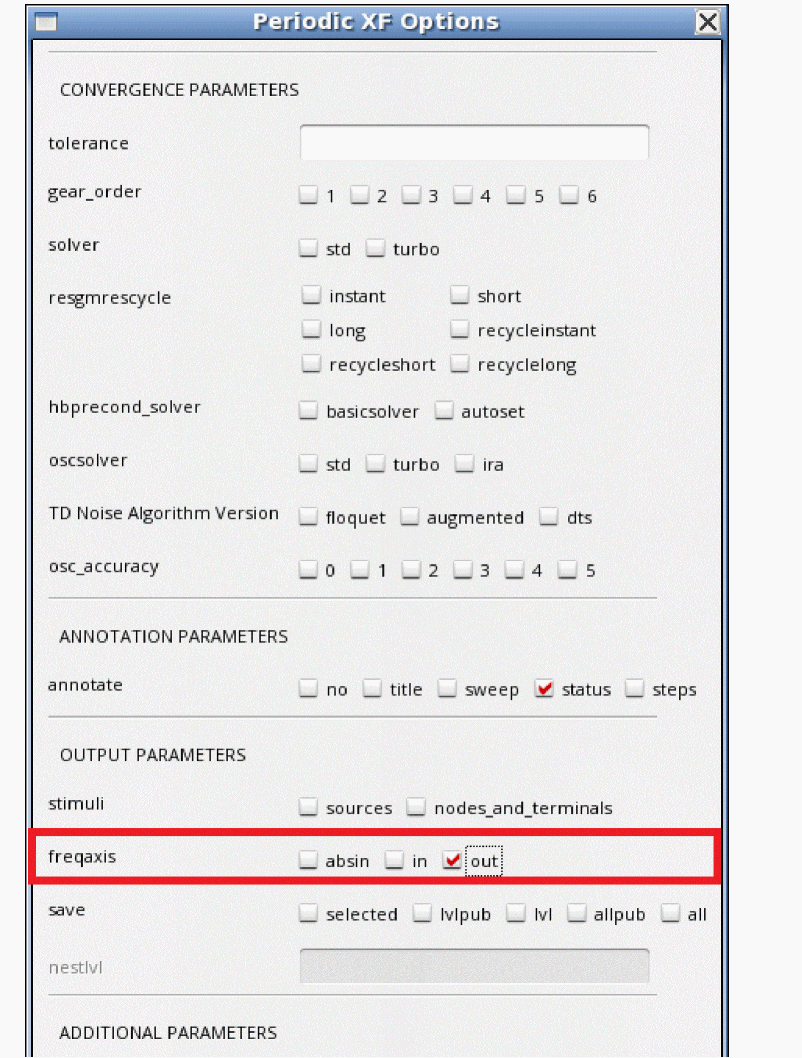 Periodic XF Options
CONVERGENCE PARAMETERS
tolerance
gear_order 1 2 3 4 5 6
solver std turbo
resgmrescycle instant short
long recycleinstant
recycleshort recyclelong
hbprecond_solver basicsolver autoset
oscsolver std turbo ira
TD Noise Algorithm Version floquet augmented dts
osc_accuracy 0 1 2 3 4 5
ANNOTATION PARAMETERS
annotate no title sweep status steps
OUTPUT PARAMETERS
stimuli sources nodes_and_terminals
freqaxis absin in out
save selected lvlpub lvl allpub all
nestlvl
ADDITIONAL PARAMETERS